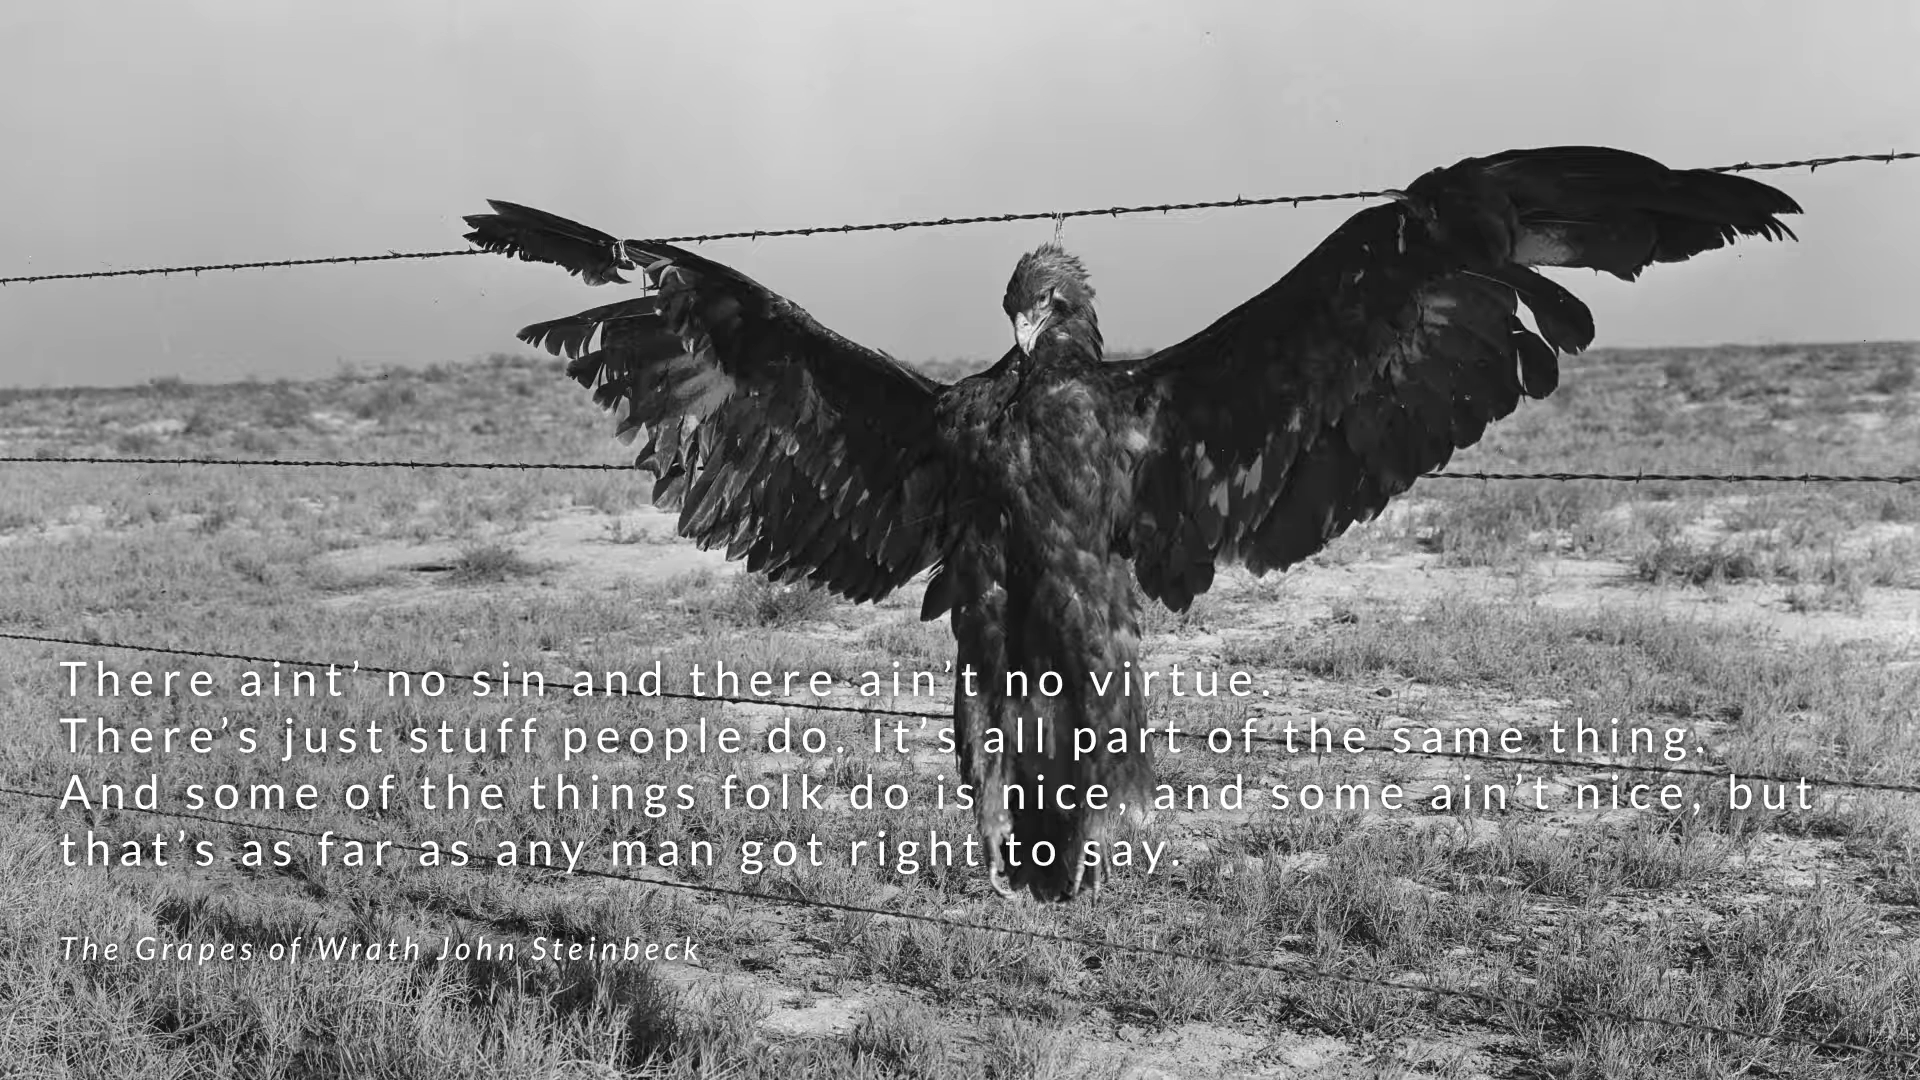 There aint’ no sin and there ain’t no virtue.
There’s just stuff people do. It’s all part of the same thing.
And some of the things folk do is nice, and some ain’t nice, but
that’s as far as any man got right to say.
The Grapes of Wrath John Steinbeck